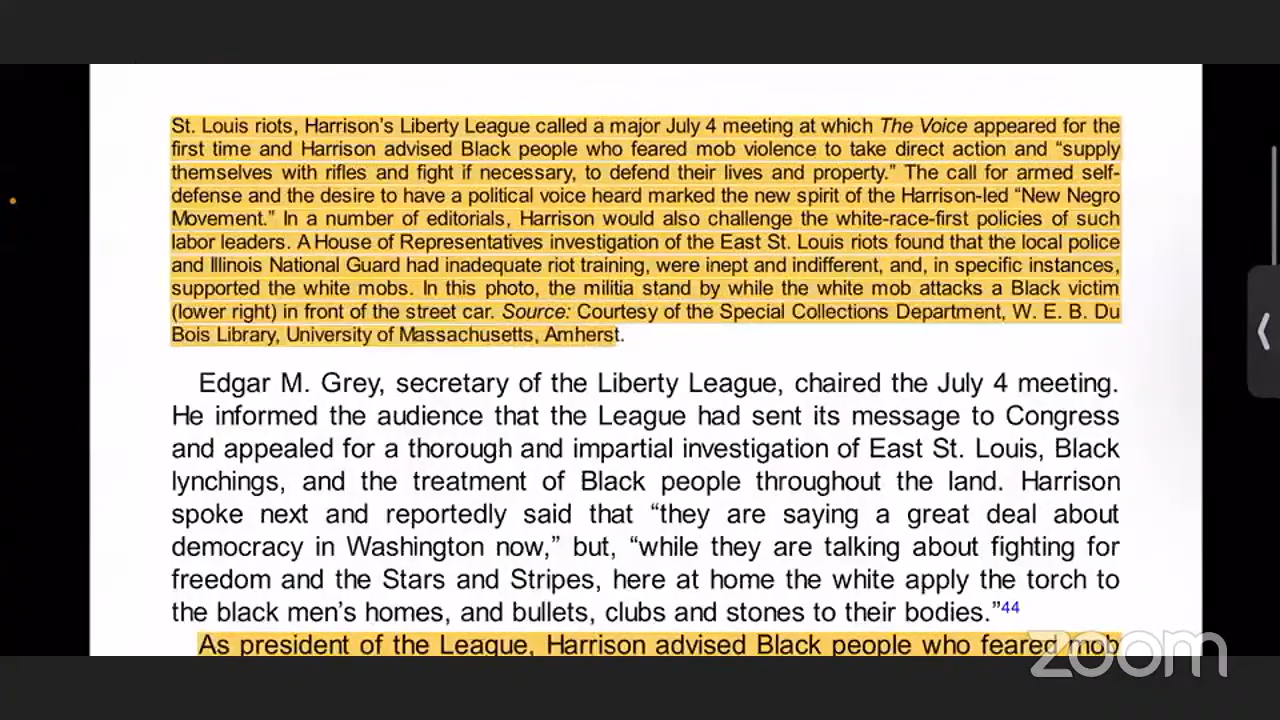 St. Louis riots, Harrison’s Liberty League called a major July 4 meeting at which The Voice appeared for the
first time and Harrison advised Black people who feared mob violence to take direct action and “supply
themselves with rifles and fight if necessary, to defend their lives and property.” The call for armed self-
defense and the desire to have a political voice heard marked the new spirit of the Harrison-led “New Negro
Movement.” In a number of editorials, Harrison would also challenge the white-race-first policies of such
labor leaders. A House of Representatives investigation of the East St. Louis riots found that the local police
and Illinois National Guard had inadequate riot training, were inept and indifferent, and, in specific instances,
supported the white mobs. In this photo, the militia stand by while the white mob attacks a Black victim
(lower right) in front of the street car. Source: Courtesy of the Special Collections Department, W. E. B. Du
Bois Library, University of Massachusetts, Amherst.
Edgar M. Grey, secretary of the Liberty League, chaired the July 4 meeting.
He informed the audience that the League had sent its message to Congress
and appealed for a thorough and impartial investigation of East St. Louis, Black
lynchings, and the treatment of Black people throughout the land. Harrison
spoke next and reportedly said that “they are saying a great deal about
democracy in Washington now,” but, “while they are talking about fighting for
freedom and the Stars and Stripes, here at home the white apply the torch to
the black men’s homes, and bullets, clubs and stones to their bodies.”44
As president of the League, Harrison advised Black people who feared mob
zoom